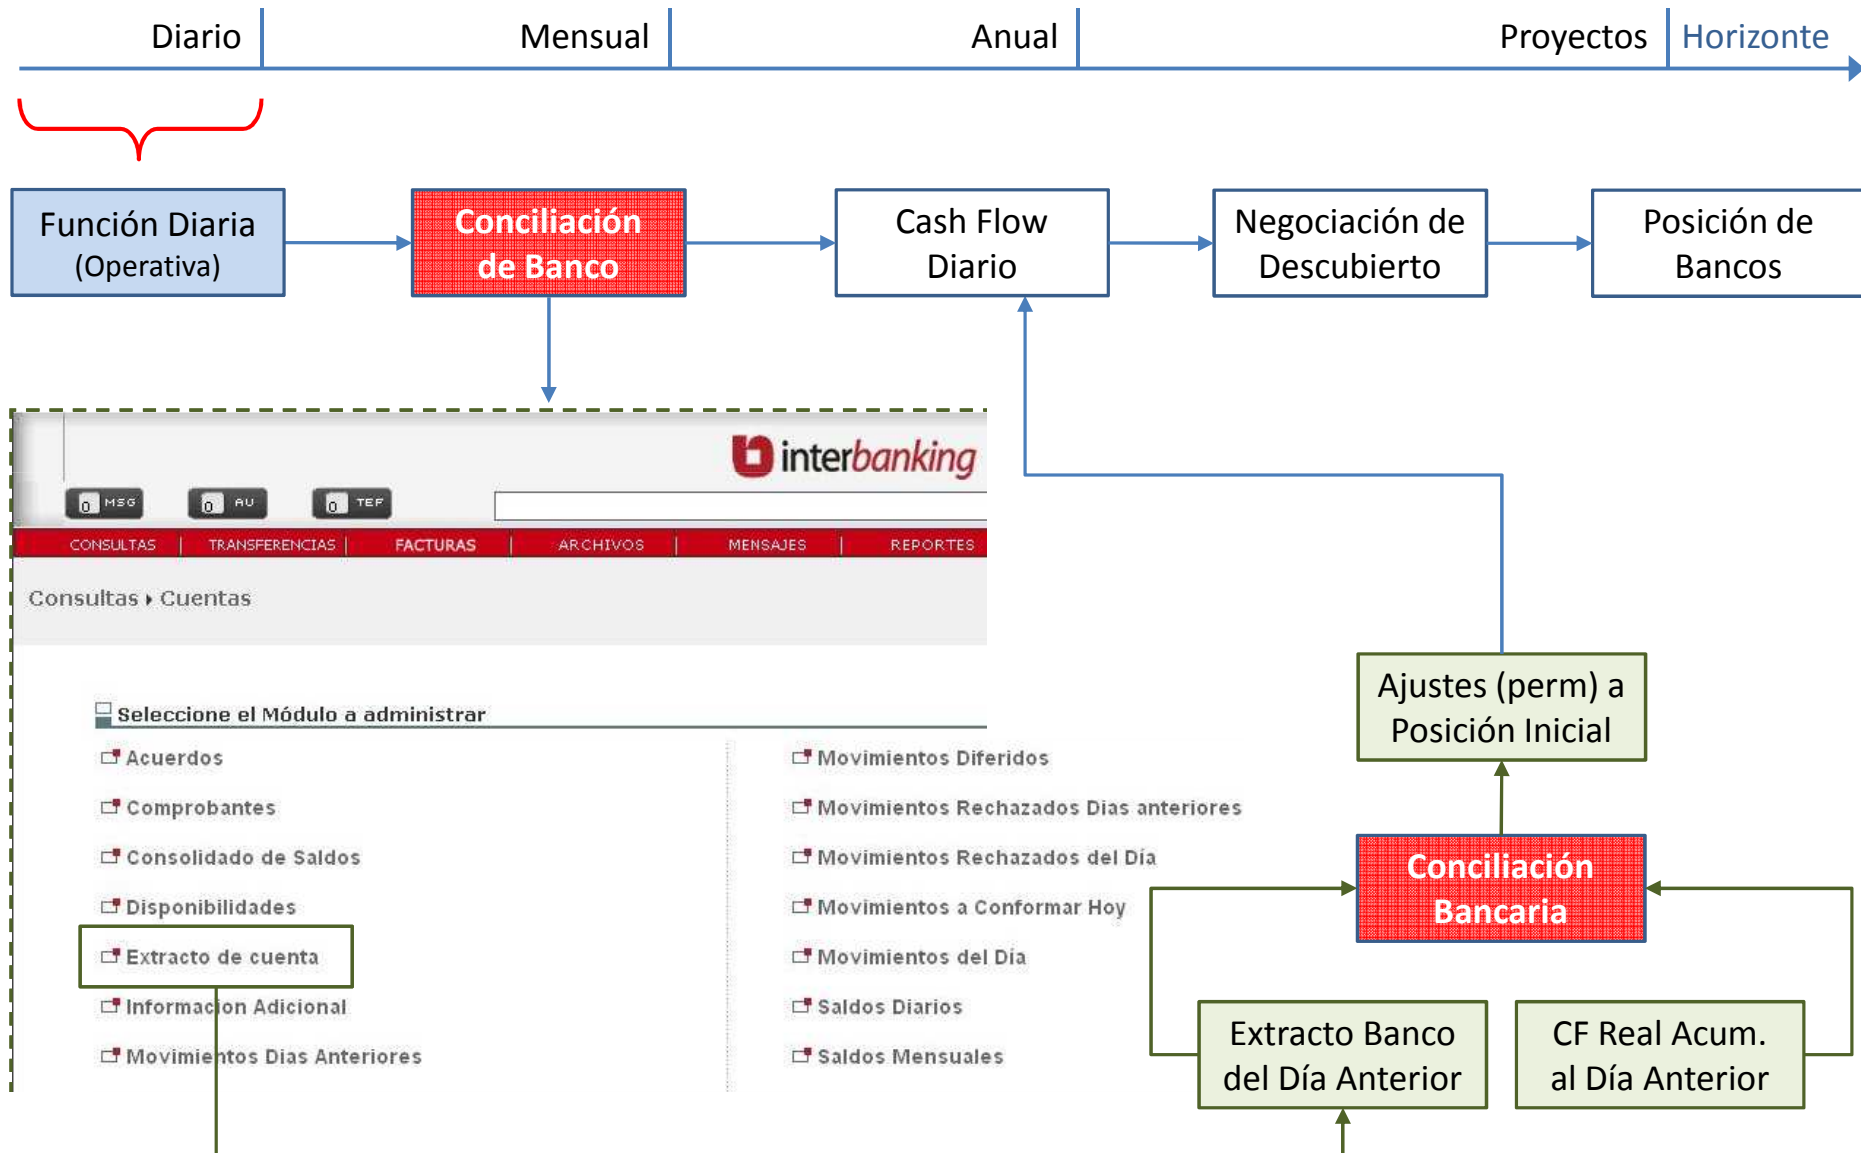 Diario
Mensual
Anual
Proyectos
Horizonte
Función Diaria
(Operativa)
Conciliación
de Banco
Cash Flow
Diario
Negociación de
Descubierto
Posición de
Bancos
interbanking
0 MSG
0 AU
0 TEF
CONSULTAS
TRANSFERENCIAS
FACTURAS
ARCHIVOS
MENSAJES
REPORTES
Consultas ▸ Cuentas
Seleccione el Módulo a administrar
Acuerdos
Comprobantes
Consolidado de Saldos
Disponibilidades
Extracto de cuenta
Informacion Adicional
Movimientos Dias Anteriores
Movimientos Diferidos
Movimientos Rechazados Dias anteriores
Movimientos Rechazados del Día
Movimientos a Conformar Hoy
Movimientos del Día
Saldos Diarios
Saldos Mensuales
Ajustes (perm) a
Posición Inicial
Conciliación
Bancaria
Extracto Banco
del Día Anterior
CF Real Acum.
al Día Anterior